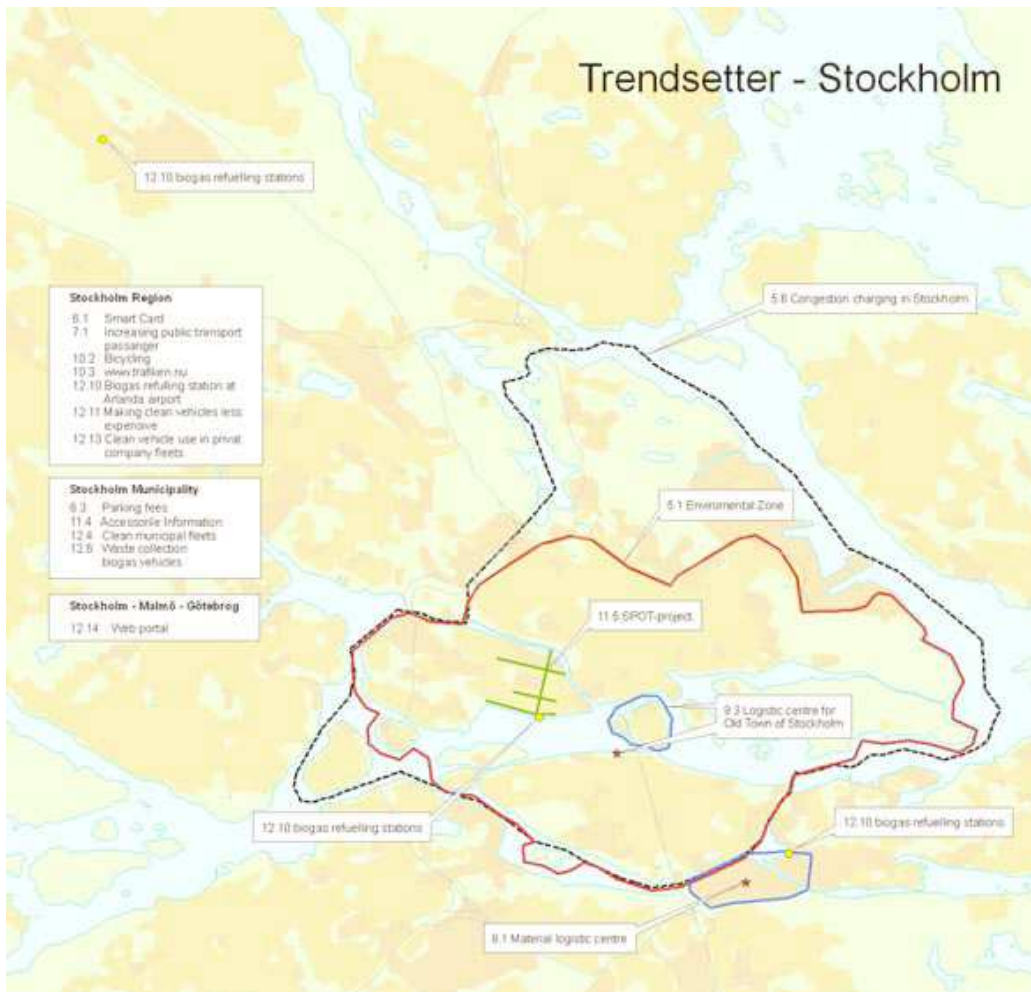 Trendsetter - Stockholm
12.10 biogas refuelling stations
5.6 Congestion charging in Stockholm
Stockholm Region
6.1 Smart Card
7.1 Increasing public transport
passanger
10.2 Bicycling
10.3 www.trafiken.nu
12.10 Biogas refulling station at
Arlanda airport
12.11 Making clean vehicles less
expensive
12.13 Clean vehicle use in privat
company fleets
Stockholm Municipality
6.3 Parking fees
11.4 Accessorile Information
12.4 Clean municipal fleets
12.6 Waste collection
biogas vehicles
Stockholm - Malmö - Götebrog
12.14 Web portal
5.1 Enviromental Zone
11.5 SPOT-project
9.3 Logistic centre for
Old Town of Stockholm
12.10 biogas refuelling stations
12.10 biogas refuelling stations
9.1 Material logistic centre